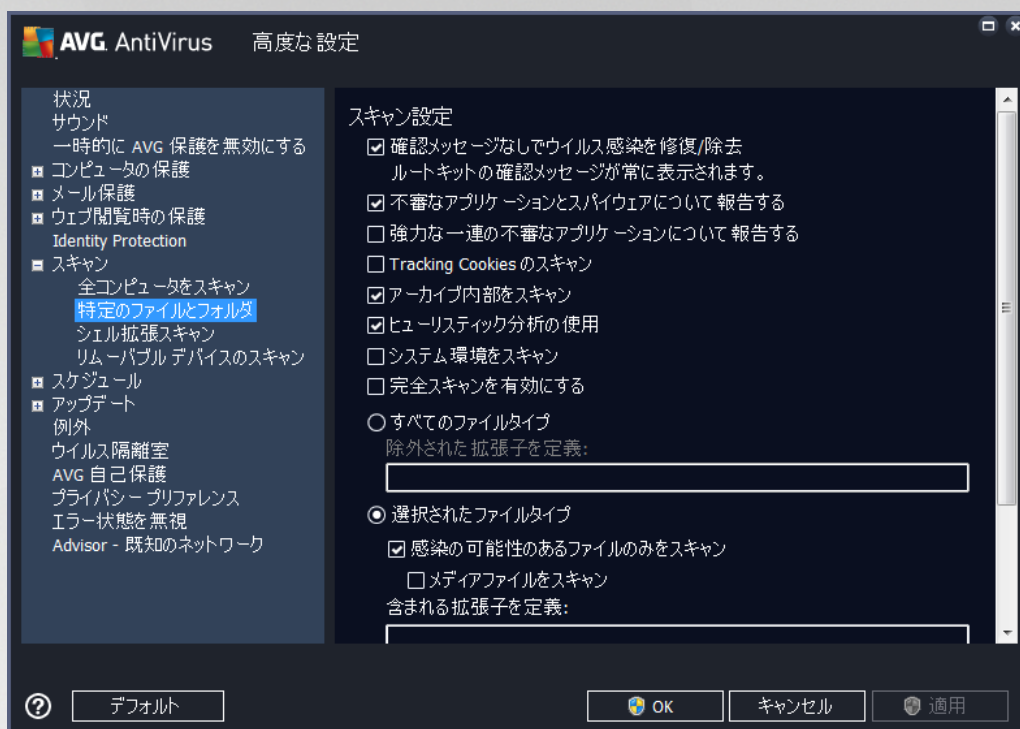 AVG. AntiVirus 高度な設定
状況
サウンド
一時的に AVG 保護を無効にする
コンピュータの保護
メール保護
ウェブ閲覧時の保護
Identity Protection
スキャン
全コンピュータをスキャン
特定のファイルとフォルダ
シェル拡張スキャン
リムーバブル デバイスのスキャン
スケジュール
アップデート
例外
ウイルス隔離室
AVG 自己保護
プライバシー プリファレンス
エラー状態を無視
Advisor - 既知のネットワーク
スキャン設定
確認メッセージなしでウイルス感染を修復/除去
ルートキットの確認メッセージが常に表示されます。
不審なアプリケーションとスパイウェアについて報告する
強力な一連の不審なアプリケーションについて報告する
Tracking Cookies のスキャン
アーカイブ内部をスキャン
ヒューリスティック分析の使用
システム環境をスキャン
完全スキャンを有効にする
すべてのファイルタイプ
除外された拡張子を定義:
選択されたファイルタイプ
感染の可能性のあるファイルのみをスキャン
メディアファイルをスキャン
含まれる拡張子を定義:
デフォルト
OK
キャンセル
適用